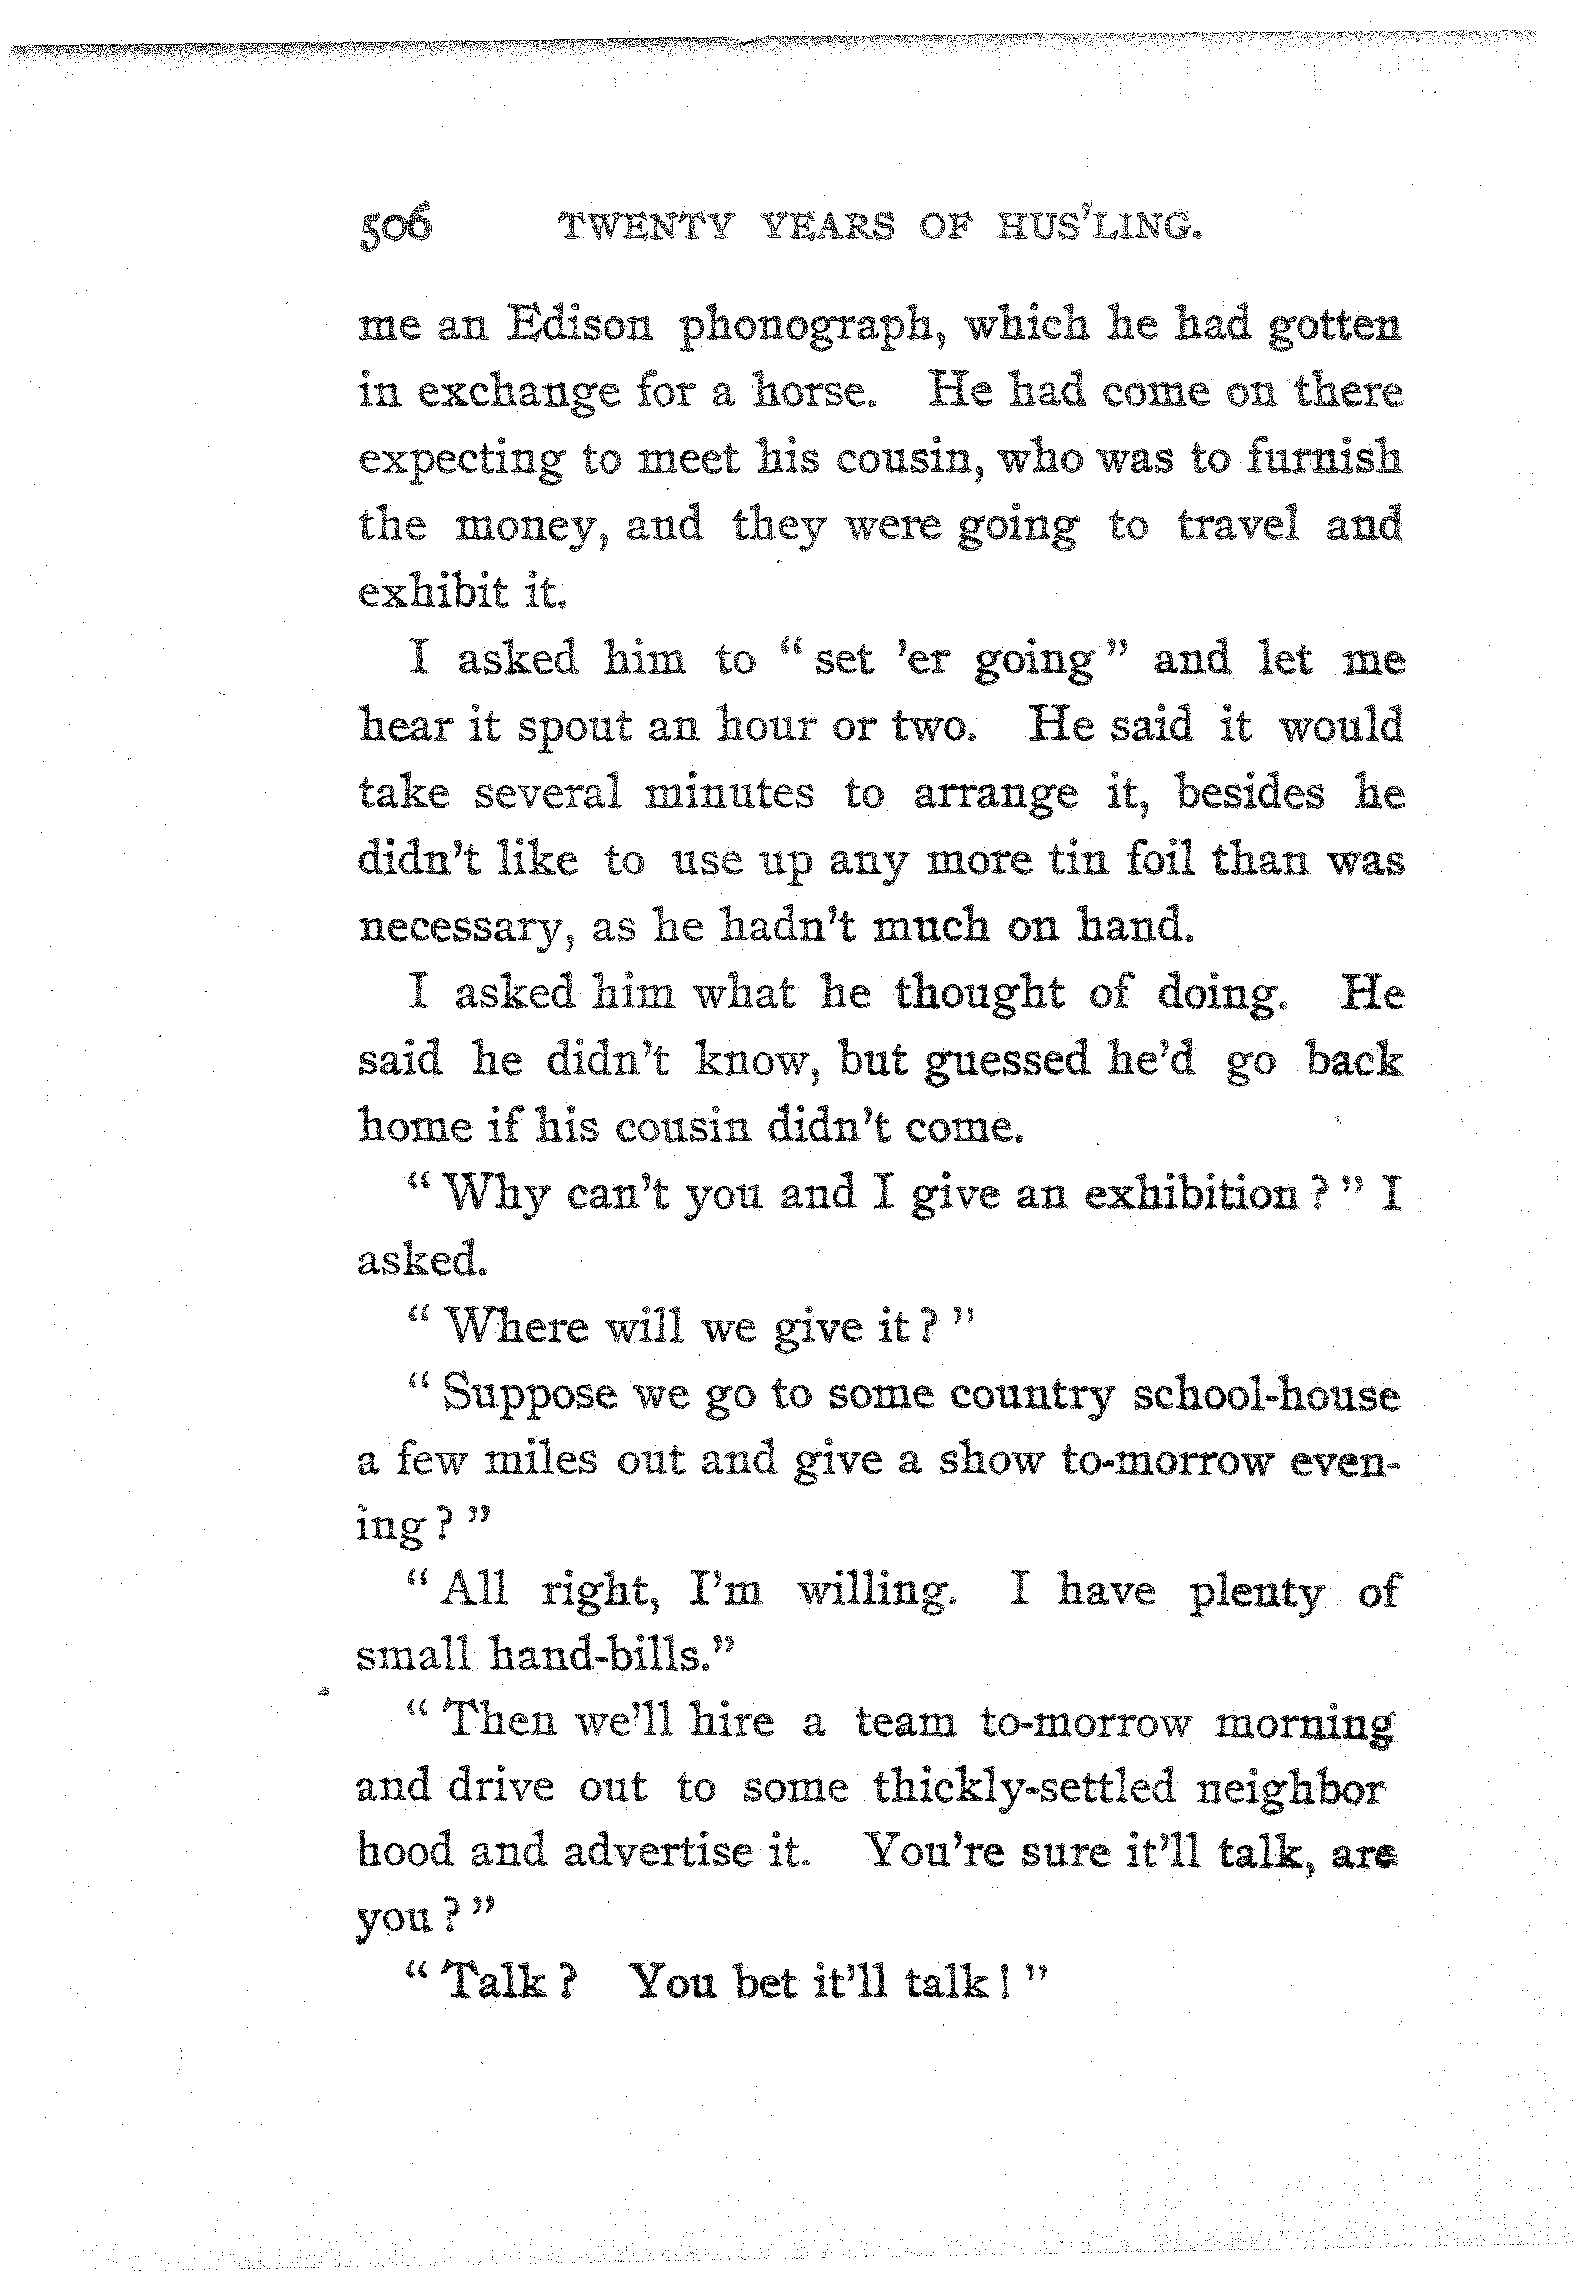 506 TWENTY YEARS OF HUS'LING.
me an Edison phonograph, which he had gotten
in exchange for a horse. He had come on there
expecting to meet his cousin, who was to furnish
the money, and they were going to travel and
exhibit it.
I asked him to "set 'er going" and let me
hear it spout an hour or two. He said it would
take several minutes to arrange it, besides he
didn't like to use up any more tin foil than was
necessary, as he hadn't much on hand.
I asked him what he thought of doing. He
said he didn't know, but guessed he'd go back
home if his cousin didn't come.
"Why can't you and I give an exhibition?" I
asked.
"Where will we give it?"
"Suppose we go to some country school-house
a few miles out and give a show to-morrow even-
ing?"
"All right, I'm willing. I have plenty of
small hand-bills."
"Then we'll hire a team to-morrow morning
and drive out to some thickly-settled neighbor
hood and advertise it. You're sure it'll talk, are
you?"
"Talk? You bet it'll talk!"